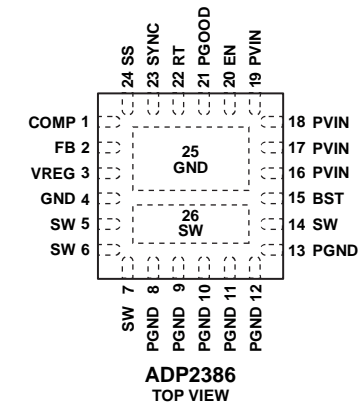 24 SS
23 SYNC
22 RT
21 PGOOD
20 EN
19 PVIN
COMP 1
FB 2
VREG 3
GND 4
SW 5
SW 6
25
GND
26
SW
18 PVIN
17 PVIN
16 PVIN
15 BST
14 SW
13 PGND
SW 7
PGND 8
PGND 9
PGND 10
PGND 11
PGND 12
ADP2386
TOP VIEW